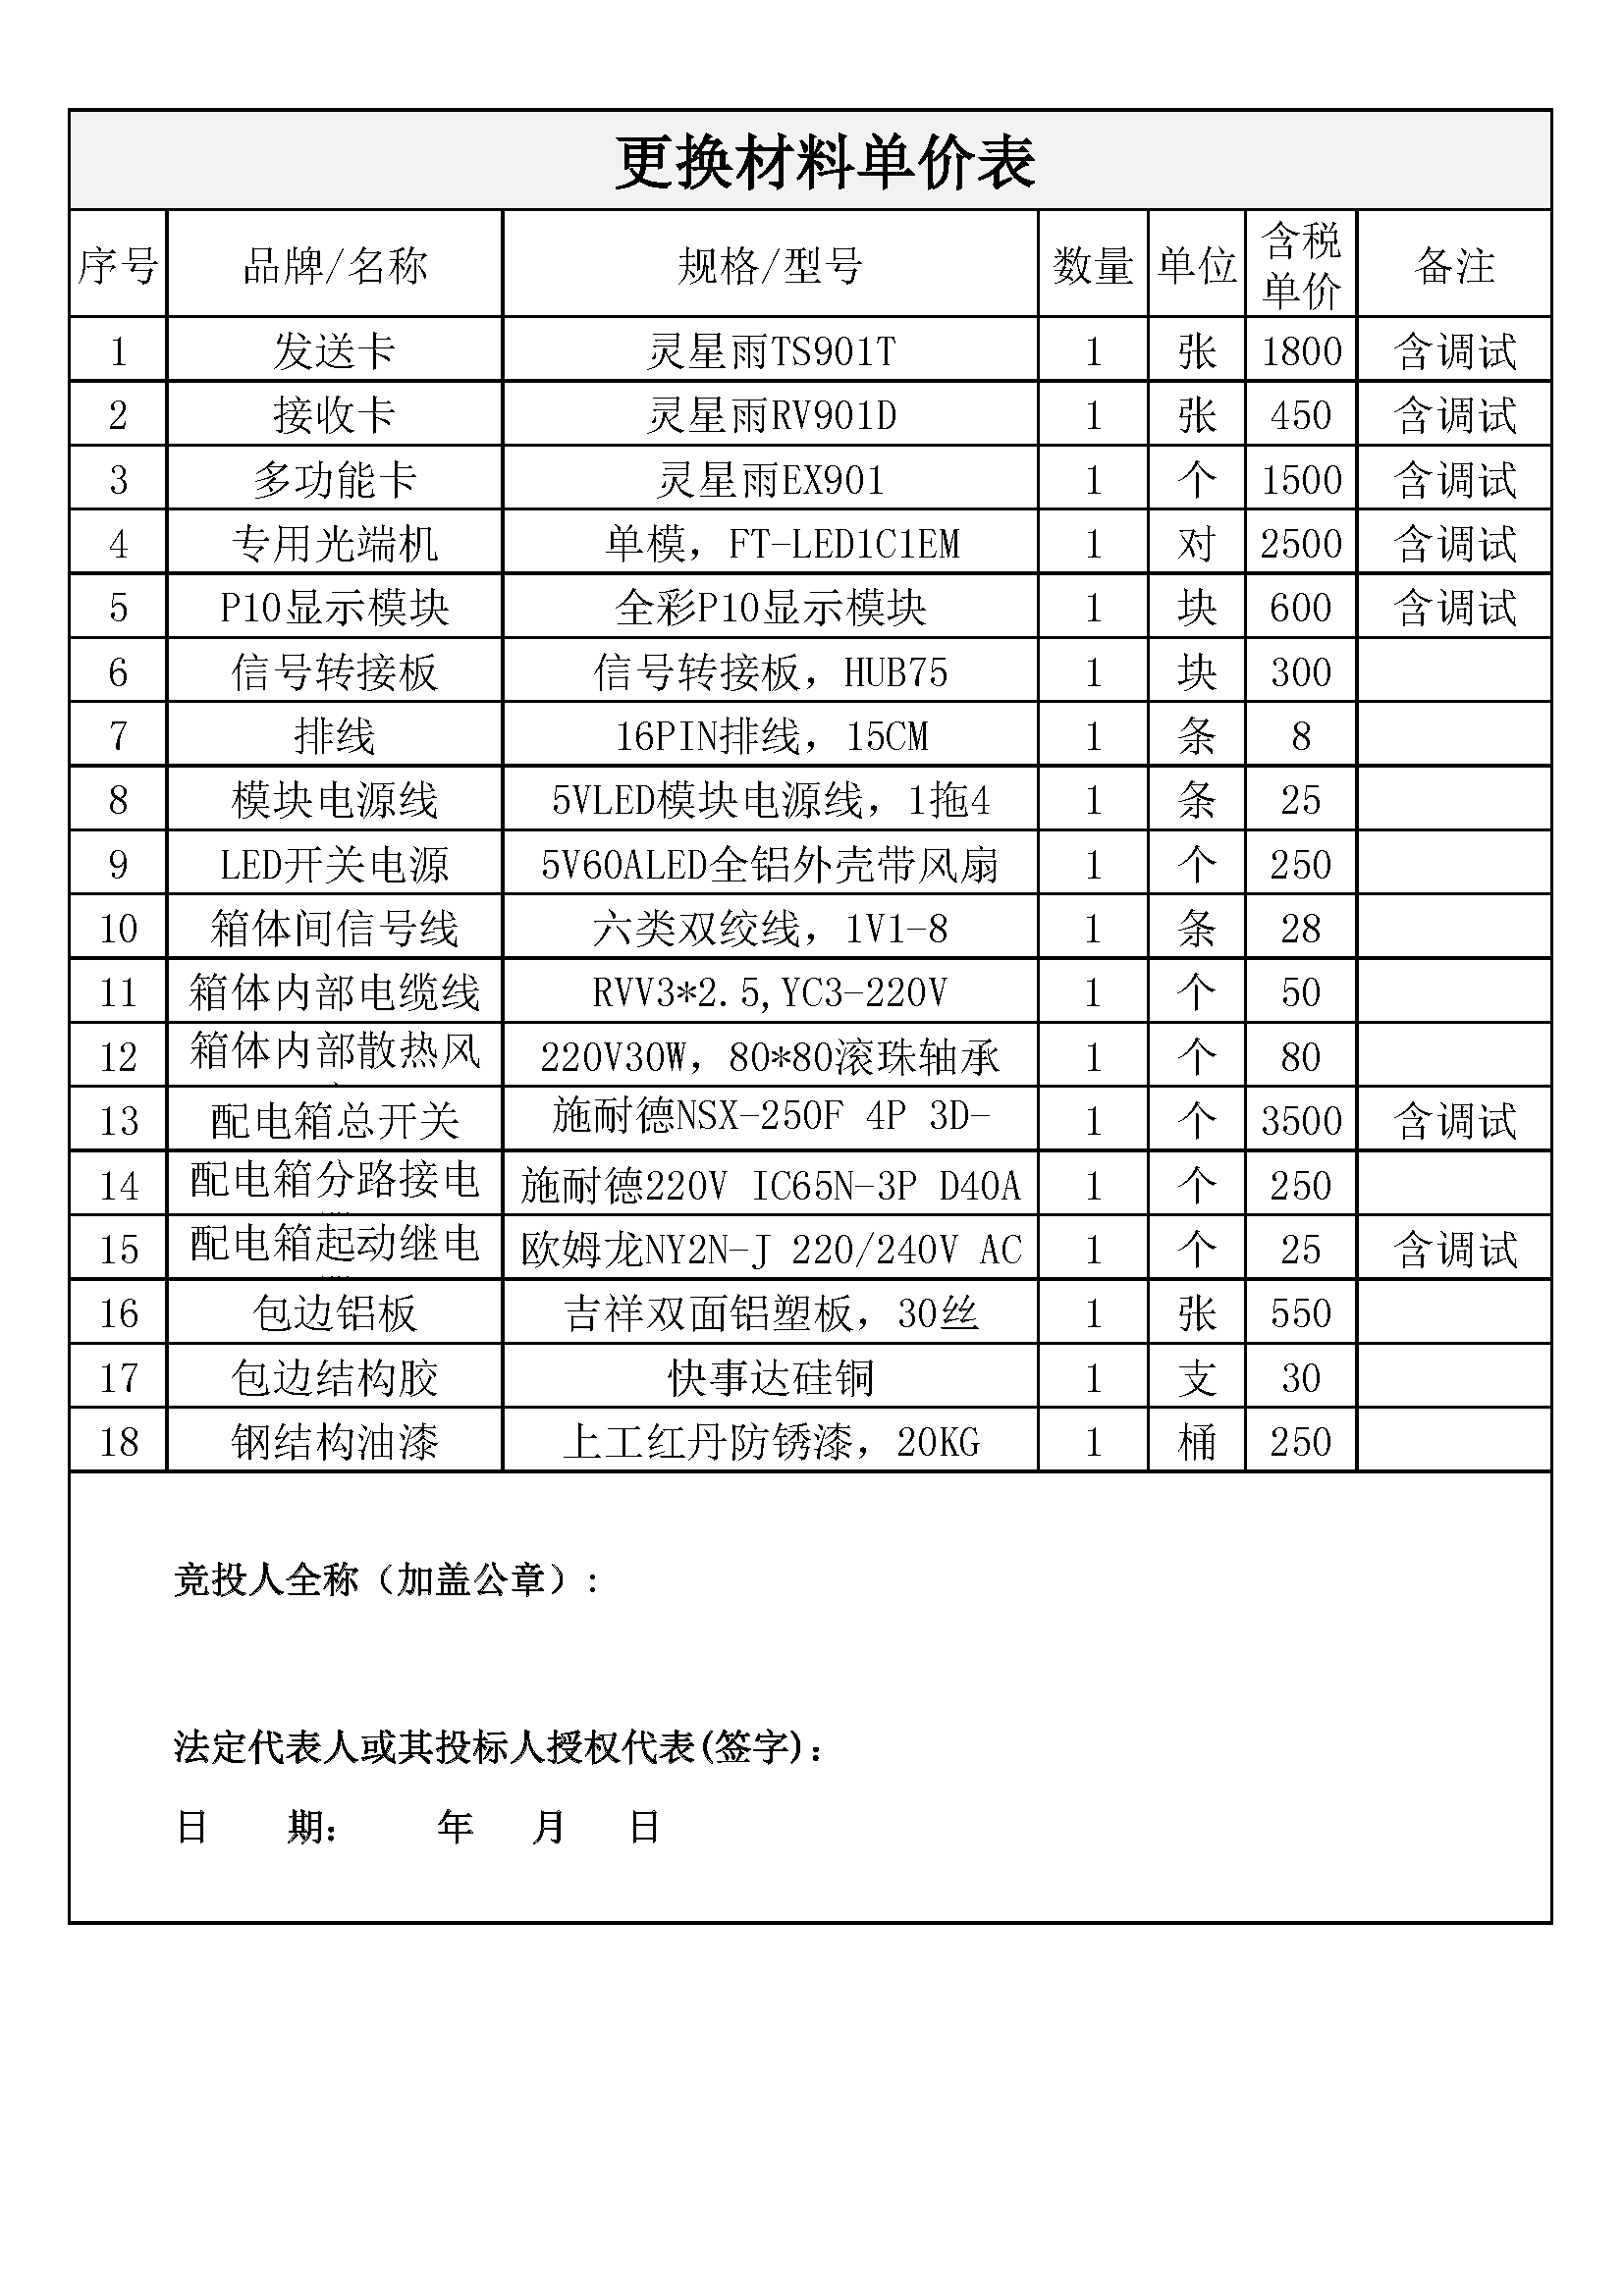 更换材料单价表
序号 品牌/名称 规格/型号 数量 单位 含税单价 备注
1 发送卡 灵星雨TS901T 1 张 1800 含调试
2 接收卡 灵星雨RV901D 1 张 450 含调试
3 多功能卡 灵星雨EX901 1 个 1500 含调试
4 专用光端机 单模，FT-LED1C1EM 1 对 2500 含调试
5 P10显示模块 全彩P10显示模块 1 块 600 含调试
6 信号转接板 信号转接板，HUB75 1 块 300
7 排线 16PIN排线，15CM 1 条 8
8 模块电源线 5VLED模块电源线，1拖4 1 条 25
9 LED开关电源 5V60ALED全铝外壳带风扇 1 个 250
10 箱体间信号线 六类双绞线，1V1-8 1 条 28
11 箱体内部电缆线 RVV3*2.5,YC3-220V 1 个 50
12 箱体内部散热风 220V30W，80*80滚珠轴承 1 个 80
13 配电箱总开关 施耐德NSX-250F 4P 3D- 1 个 3500 含调试
14 配电箱分路接电 施耐德220V IC65N-3P D40A 1 个 250
15 配电箱起动继电 欧姆龙NY2N-J 220/240V AC 1 个 25 含调试
16 包边铝板 吉祥双面铝塑板，30丝 1 张 550
17 包边结构胶 快事达硅铜 1 支 30
18 钢结构油漆 上工红丹防锈漆，20KG 1 桶 250
竞投人全称（加盖公章）:
法定代表人或其投标人授权代表(签字):
日 期: 年 月 日